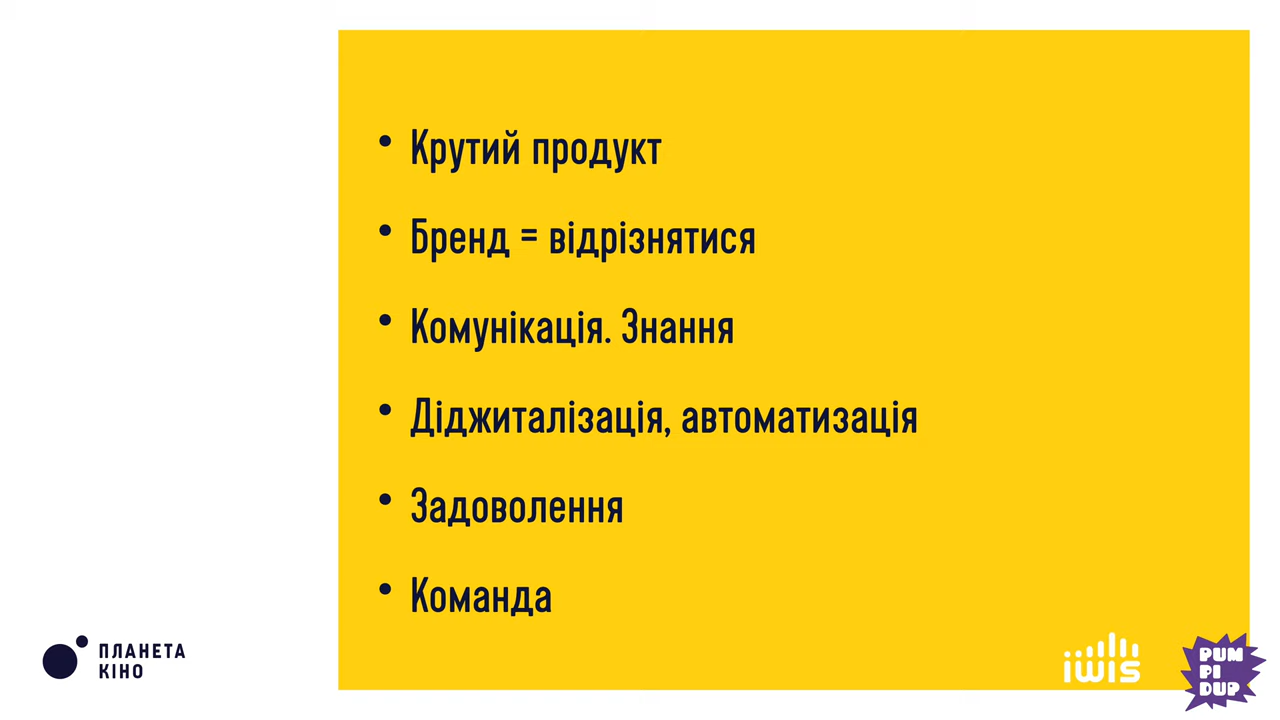 • Крутий продукт
• Бренд = відрізнятися
• Комунікація. Знання
• Діджиталізація, автоматизація
• Задоволення
• Команда
ПЛАНЕТА
КІНО
iwis
PUM
PI
DUP